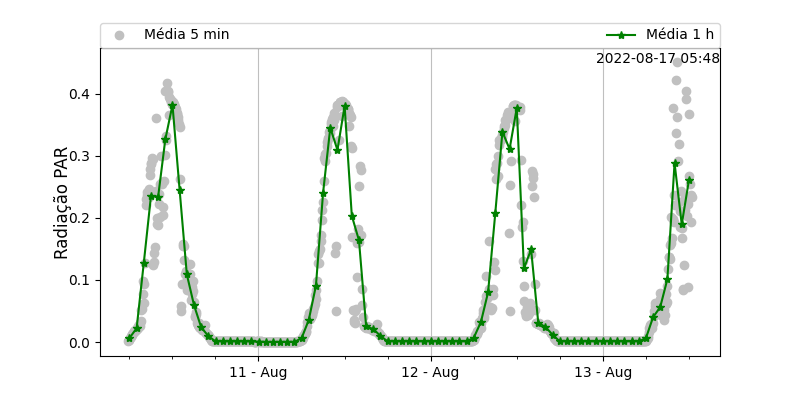 Média 5 min
Média 1 h
2022-08-17 05:48
Radiação PAR
0.4
0.3
0.2
0.1
0.0
11 - Aug
12 - Aug
13 - Aug